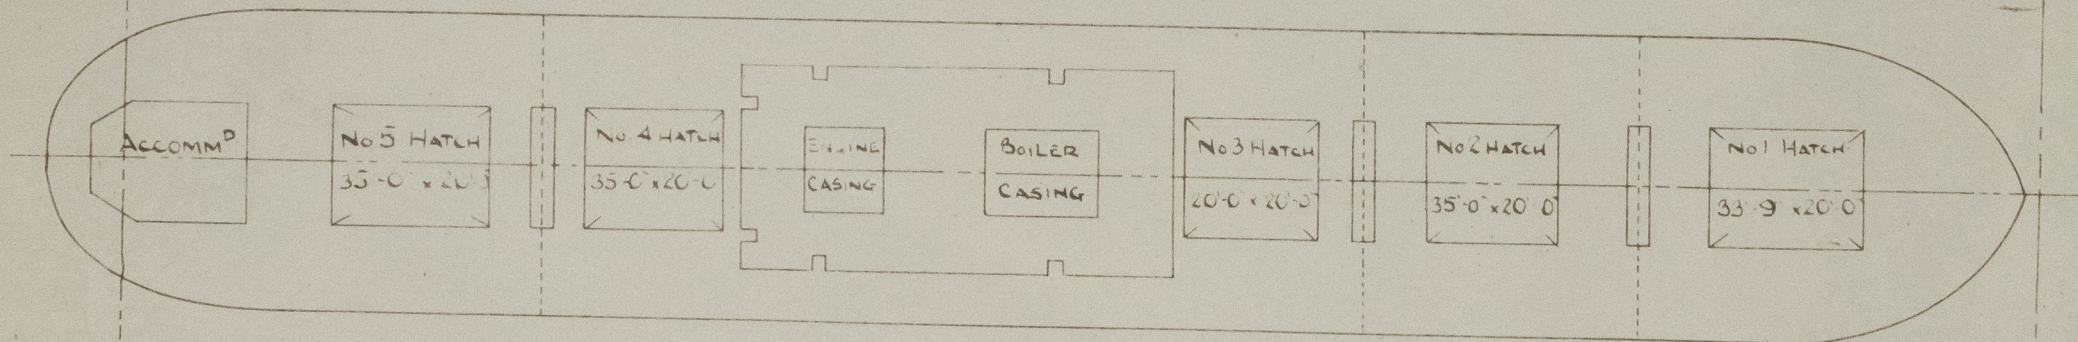 ACCOMMD
No 5 HATCH
35'-0" x 20'-0"
No 4 HATCH
35'-0" x 20'-0"
ENGINE
CASING
BOILER
CASING
No 3 HATCH
20'-0" x 20'-0"
No 2 HATCH
35'-0" x 20'0"
No 1 HATCH
33'-9" x 20'0"